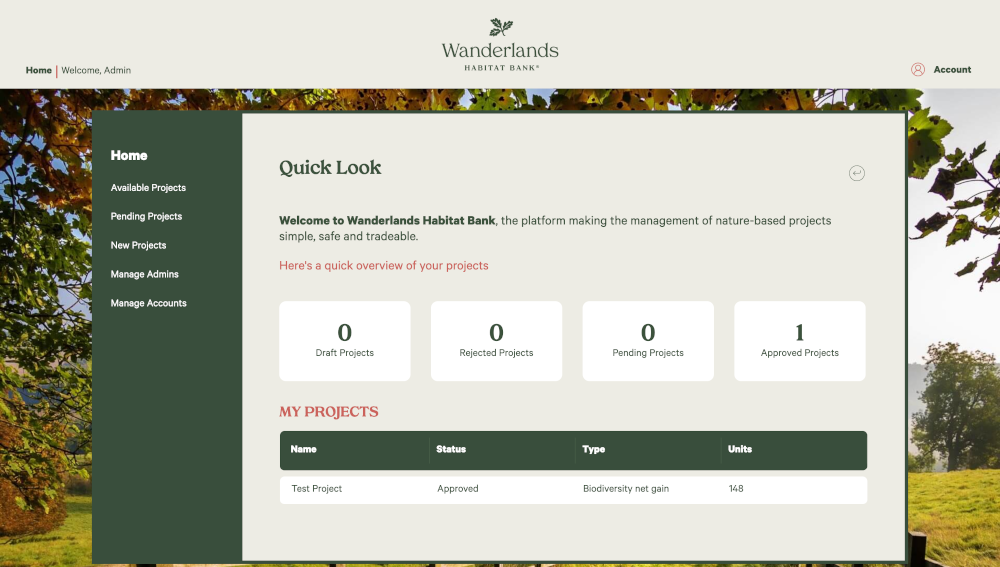 Wanderlands
HABITAT BANK®
Home | Welcome, Admin
Account
Home
Available Projects
Pending Projects
New Projects
Manage Admins
Manage Accounts
Quick Look
Welcome to Wanderlands Habitat Bank, the platform making the management of nature-based projects
simple, safe and tradeable.
Here's a quick overview of your projects
0
Draft Projects
0
Rejected Projects
0
Pending Projects
1
Approved Projects
MY PROJECTS
Name Status Type Units
Test Project Approved Biodiversity net gain 148